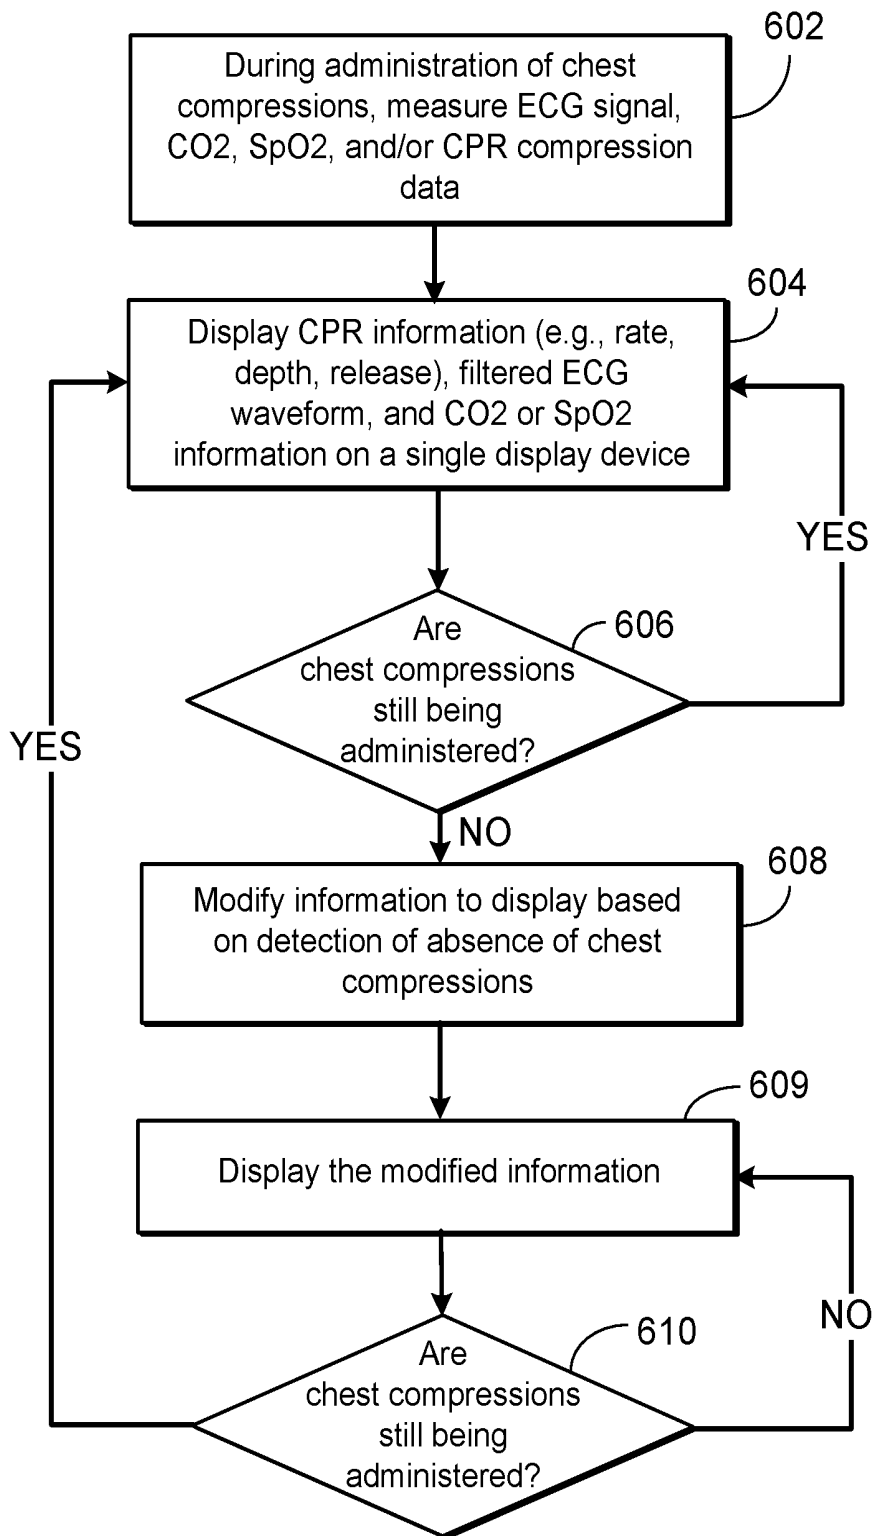 602
During administration of chest
compressions, measure ECG signal,
CO2, SpO2, and/or CPR compression
data
604
Display CPR information (e.g., rate,
depth, release), filtered ECG
waveform, and CO2 or SpO2
information on a single display device
YES
606
Are
chest compressions
still being
administered?
YES
NO
608
Modify information to display based
on detection of absence of chest
compressions
609
Display the modified information
NO
610
Are
chest compressions
still being
administered?